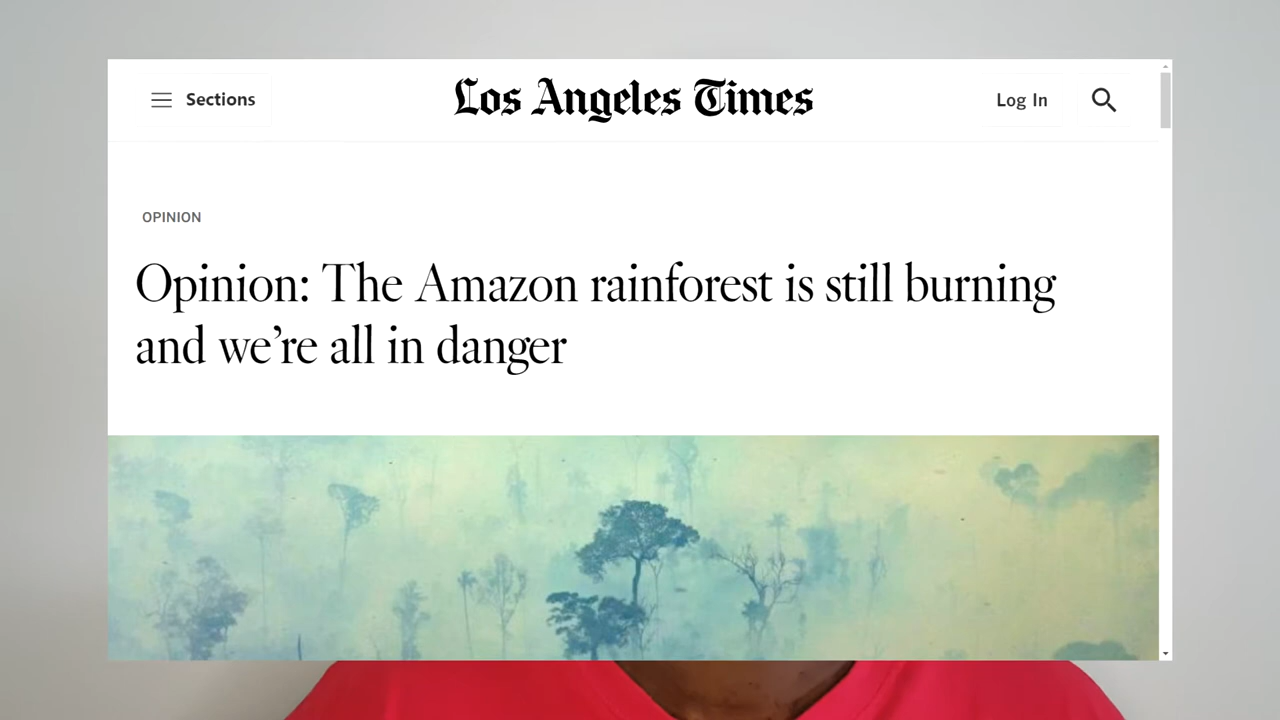 Sections
Los Angeles Times
Log In
OPINION
Opinion: The Amazon rainforest is still burning
and we’re all in danger